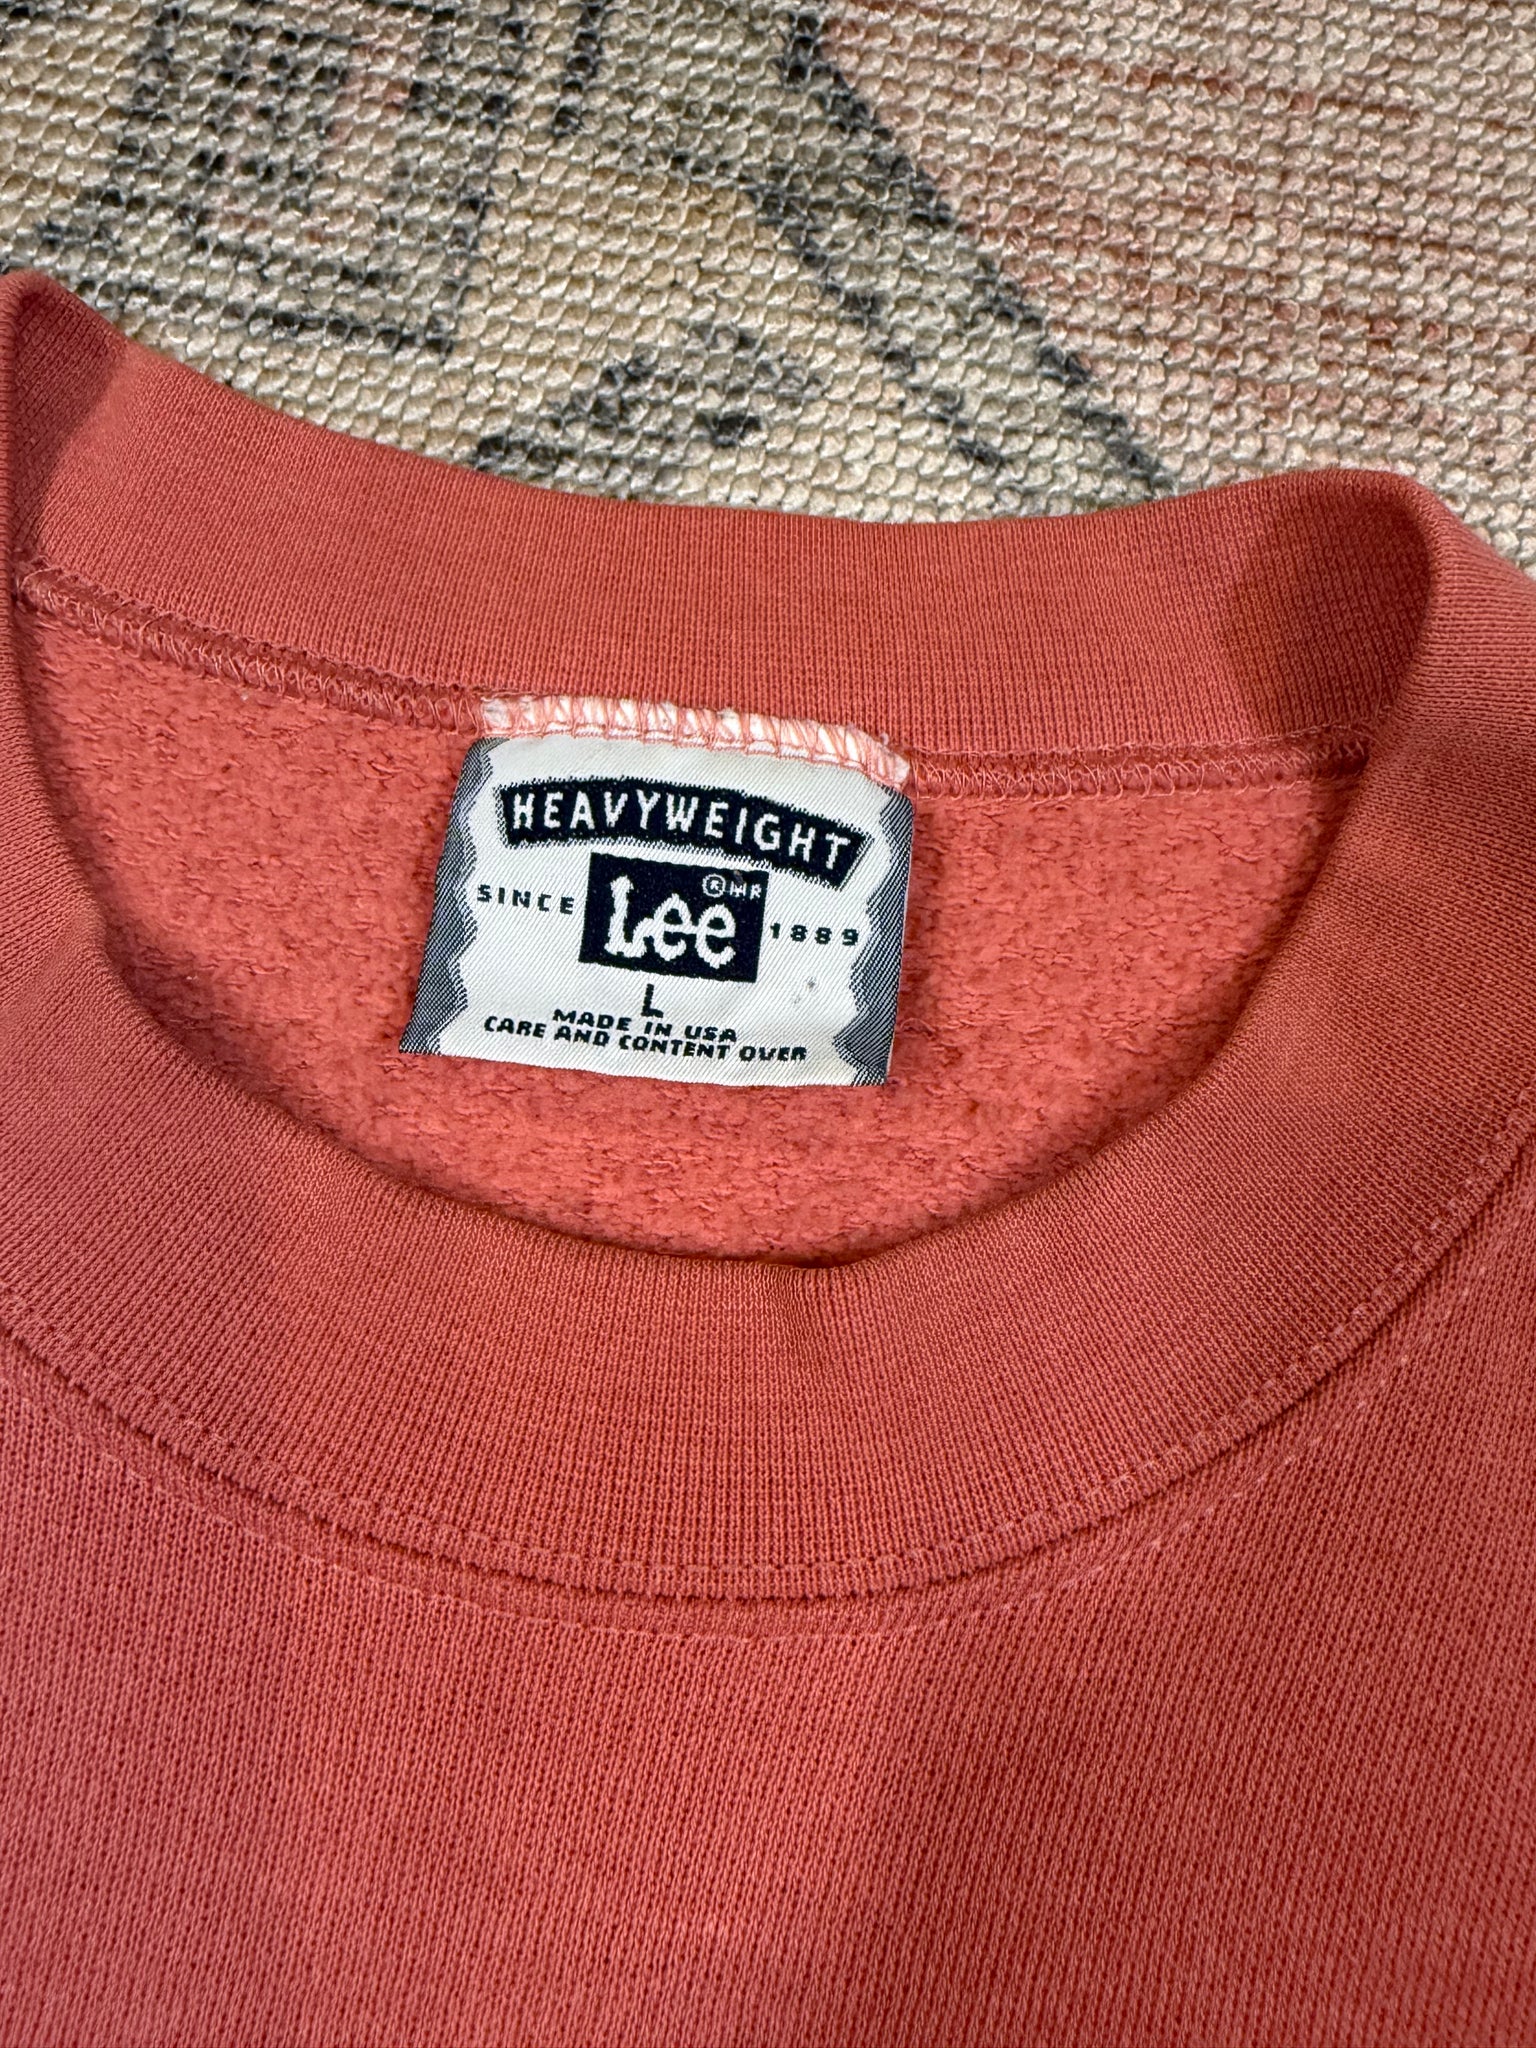 HEAVYWEIGHT
SINCE Lee ® MR 1889
L
MADE IN USA
CARE AND CONTENT OVER